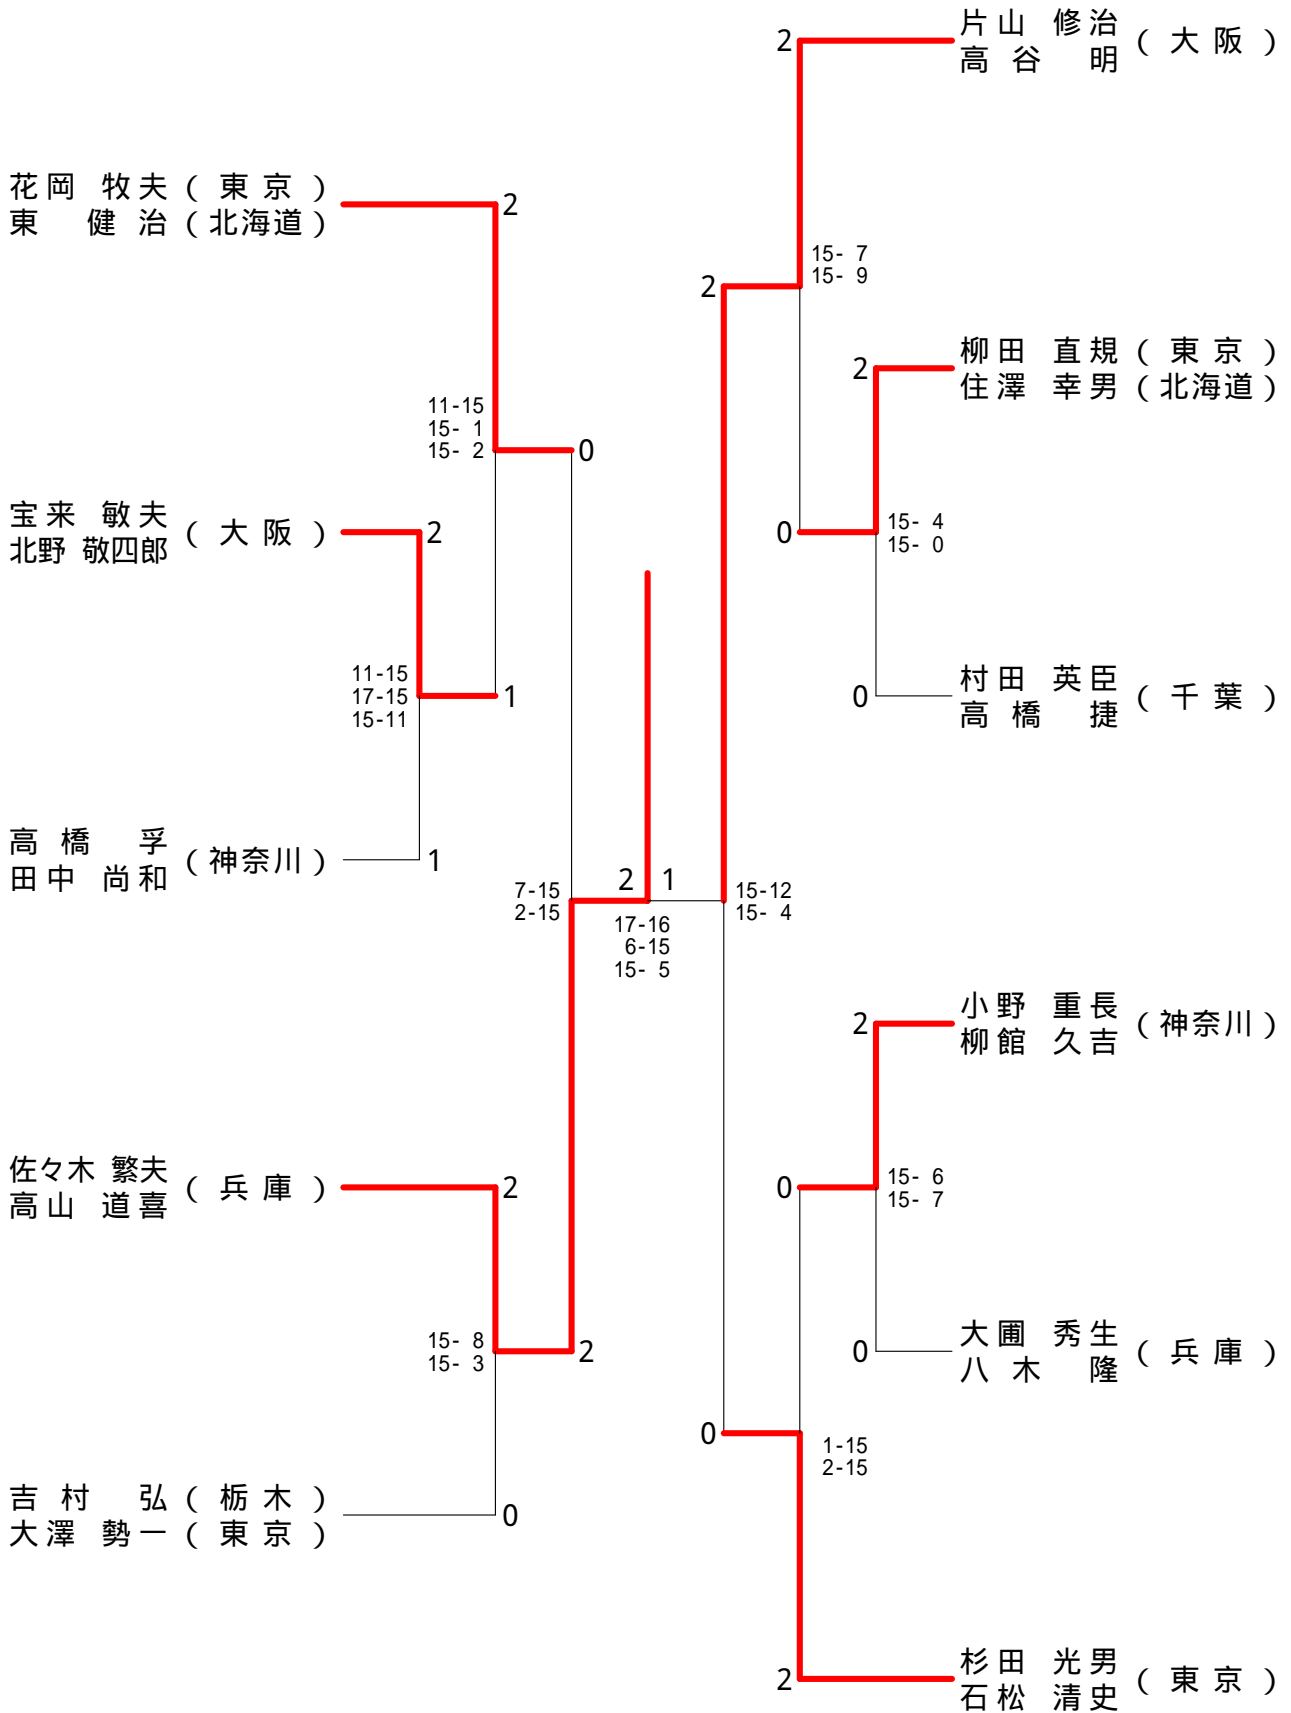 片山 修治
高谷 明
(大阪)
2
花岡 牧夫 (東京)
東 健治 (北海道)
2
15- 7
15- 9
2
柳田 直規 (東京)
住澤 幸男 (北海道)
2
11-15
15- 1
15- 2
0
宝来 敏夫
北野 敬四郎
(大阪)
2
0
15- 4
15- 0
11-15
17-15
15-11
1
0
村田 英臣
高橋 捷
(千葉)
高橋 孚
田中 尚和
(神奈川)
1
7-15
2-15
2 1
17-16
6-15
15- 5
15-12
15- 4
2
小野 重長
柳館 久吉
(神奈川)
佐々木 繁夫
高山 道喜
(兵庫)
2
0
15- 6
15- 7
15- 8
15- 3
2
0
大圃 秀生
八木 隆
(兵庫)
0
1-15
2-15
吉村 弘 (栃木)
大澤 勢一 (東京)
0
2
杉田 光男
石松 清史
(東京)